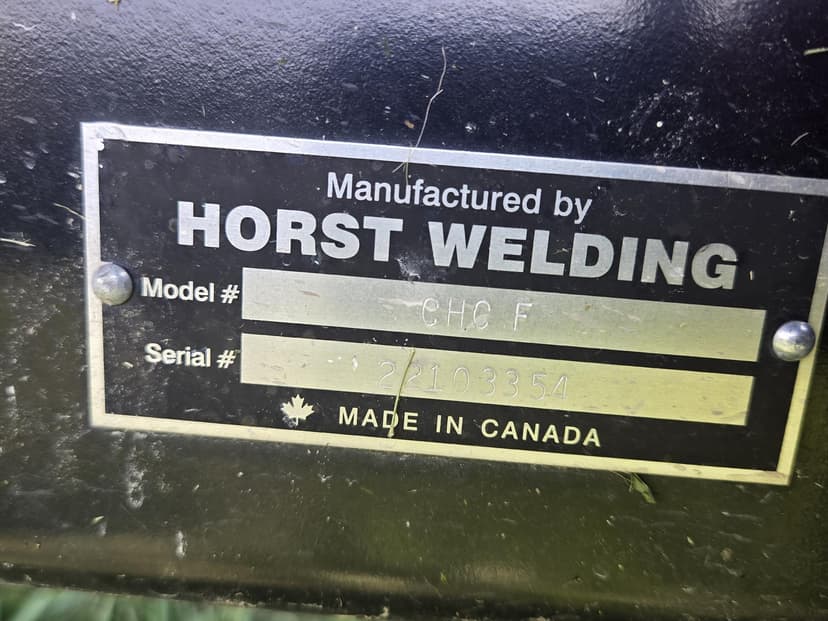 Manufactured by
HORST WELDING
Model # CHC F
Serial # 22103354
MADE IN CANADA